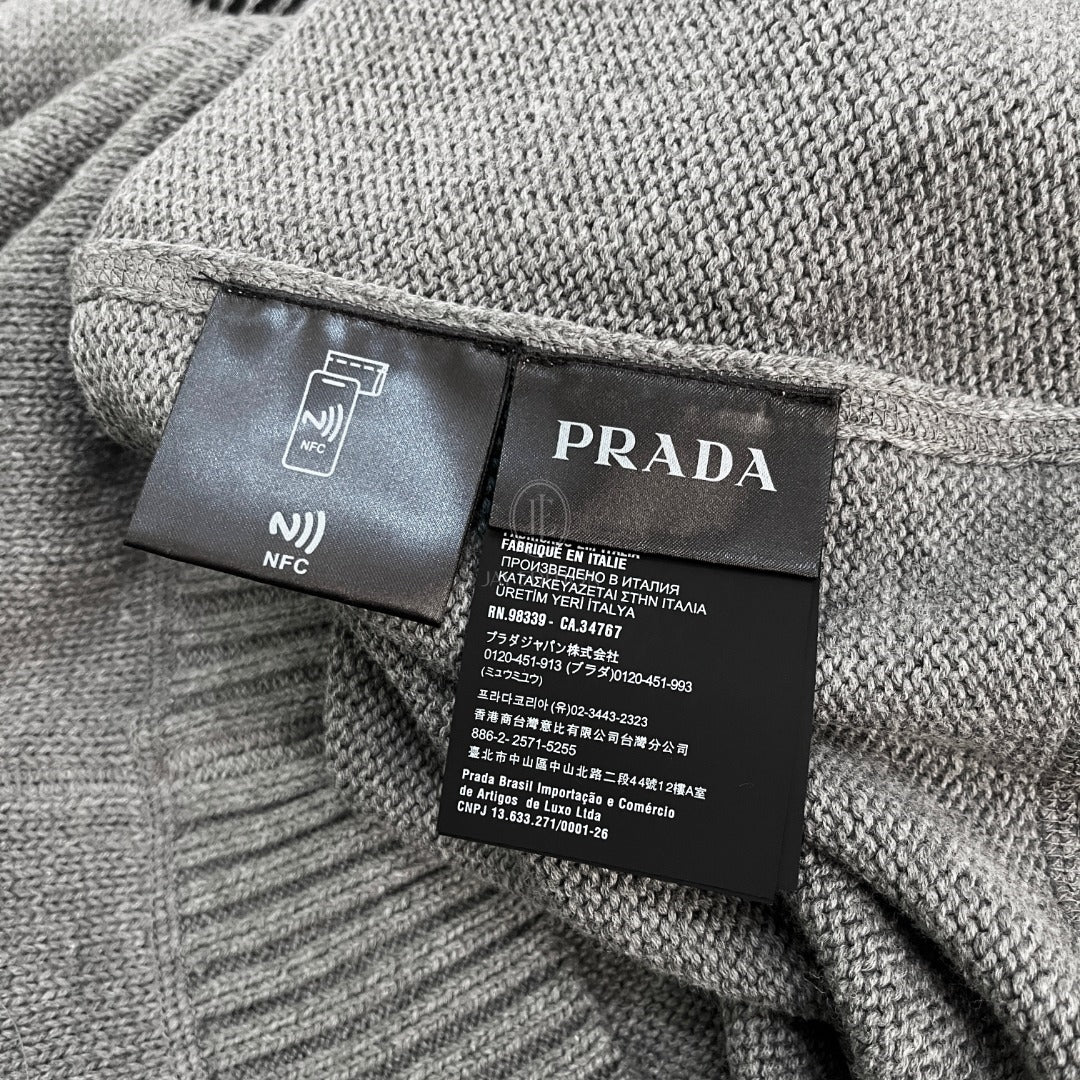 NFC
NFC
PRADA
FABRIQUÉ EN ITALIE
ПРОИЗВЕДЕНО В ИТАЛИЯ
ΚΑΤΑΣΚΕΥΑΖΕΤΑΙ ΣΤΗΝ ΙΤΑΛΙΑ
ÜRETİM YERİ İTALYA
RN.98339 - CA.34767
プラダジャパン株式会社
0120-451-913 (プラダ)0120-451-993
(ミュウミュウ)
프라다코리아(유)02-3443-2323
香港商台灣意比有限公司台灣分公司
886-2- 2571-5255
臺北市中山區中山北路二段44號12樓A室
Prada Brasil Importação e Comércio
de Artigos de Luxo Ltda
CNPJ 13.633.271/0001-26